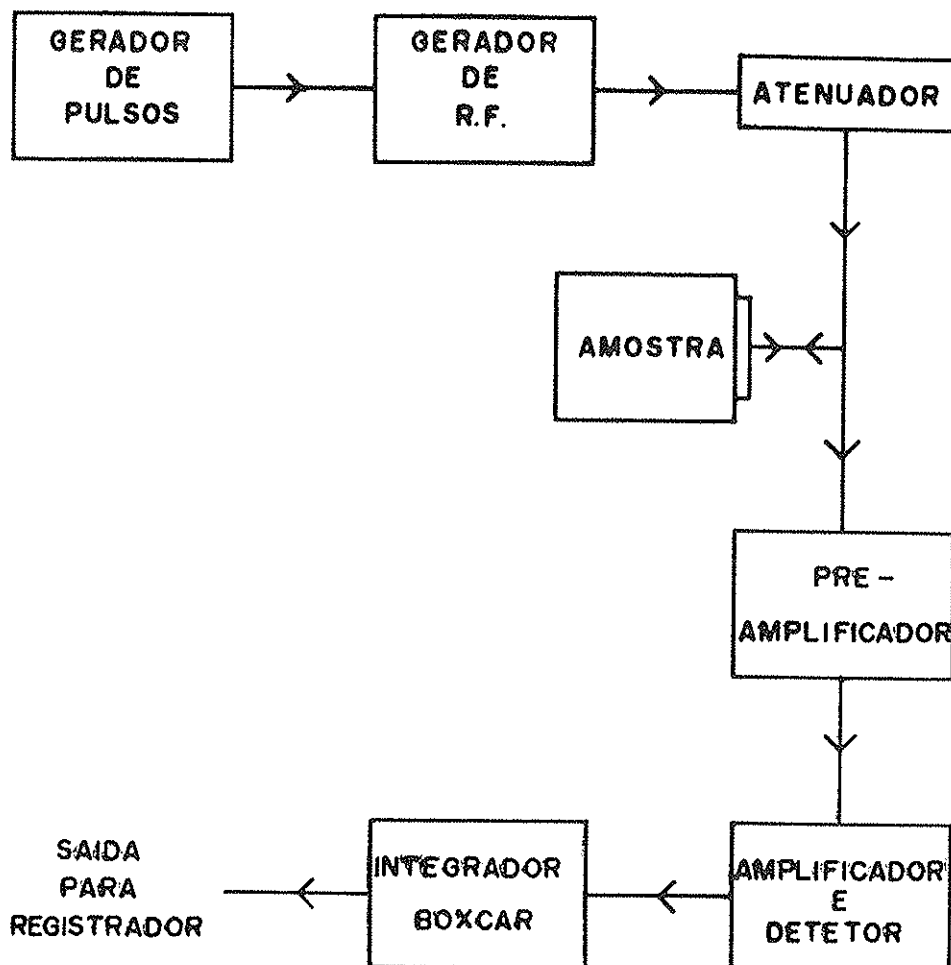 GERADOR
DE
PULSOS
GERADOR
DE
R.F.
ATENUADOR
AMOSTRA
PRE-
AMPLIFICADOR
AMPLIFICADOR
E
DETETOR
INTEGRADOR
BOXCAR
SAIDA
PARA
REGISTRADOR